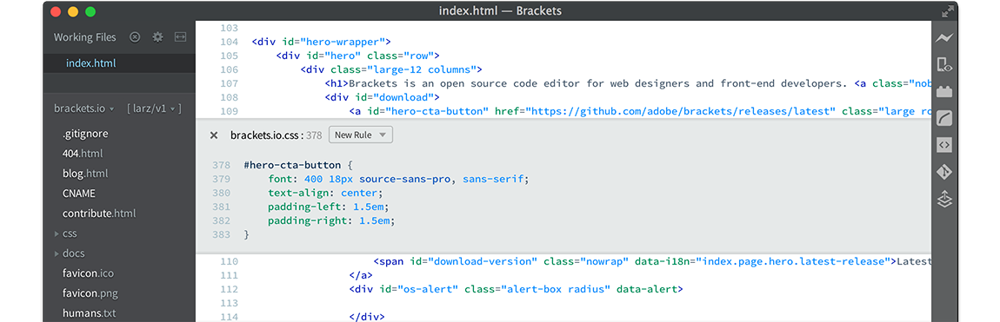 index.html — Brackets
Working Files
index.html
brackets.io
[ larz/v1 ]
.gitignore
404.html
blog.html
CNAME
contribute.html
css
docs
favicon.ico
favicon.png
humans.txt
103
104 <div id="hero-wrapper">
105 <div id="hero" class="row">
106 <div class="large-12 columns">
107 <h1>Brackets is an open source code editor for web designers and front-end developers. <a class="nob
108 <div id="download">
109 <a id="hero-cta-button" href="https://github.com/adobe/brackets/releases/latest" class="large ro
brackets.io.css : 378 New Rule
378 #hero-cta-button {
379 font: 400 18px source-sans-pro, sans-serif;
380 text-align: center;
381 padding-left: 1.5em;
382 padding-right: 1.5em;
383 }
110 <span id="download-version" class="nowrap" data-i18n="index.page.hero.latest-release">Latest
111 </a>
112 <div id="os-alert" class="alert-box radius" data-alert>
113
114 </div>